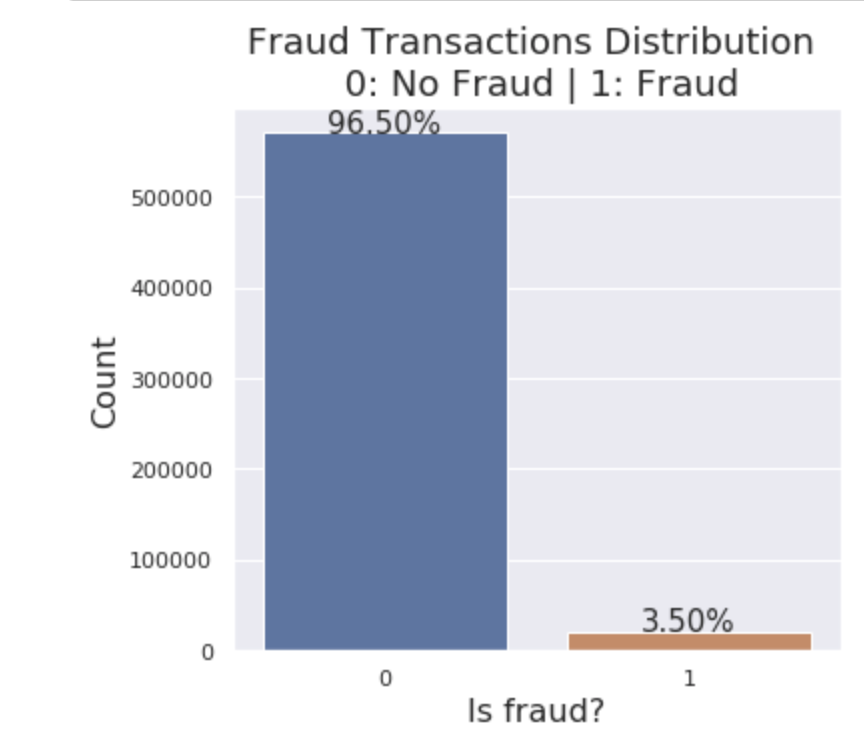 Fraud Transactions Distribution
0: No Fraud | 1: Fraud
96.50%
500000
400000
300000
200000
100000
0
Count
3.50%
0 1
Is fraud?